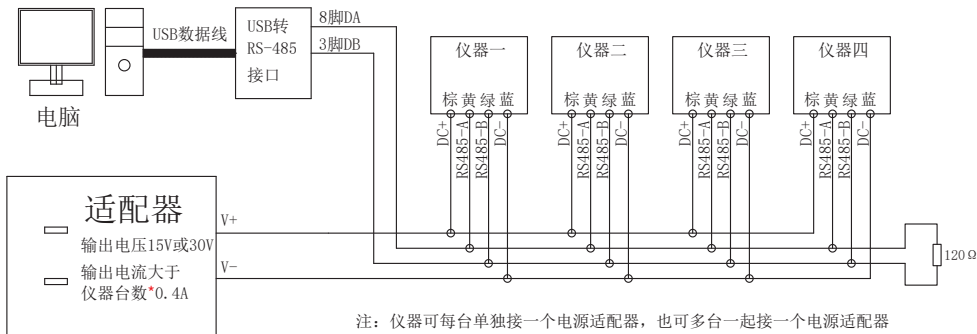 电脑
USB数据线
USB转
RS-485
接口
8脚DA
3脚DB
仪器一
棕 黄 绿 蓝
DC+
RS485-A
RS485-B
DC-
仪器二
棕 黄 绿 蓝
DC+
RS485-A
RS485-B
DC-
仪器三
棕 黄 绿 蓝
DC+
RS485-A
RS485-B
DC-
仪器四
棕 黄 绿 蓝
DC+
RS485-A
RS485-B
DC-
适配器
输出电压15V或30V
输出电流大于
仪器台数*0.4A
V+
V-
120Ω
注：仪器可每台单独接一个电源适配器，也可多台一起接一个电源适配器